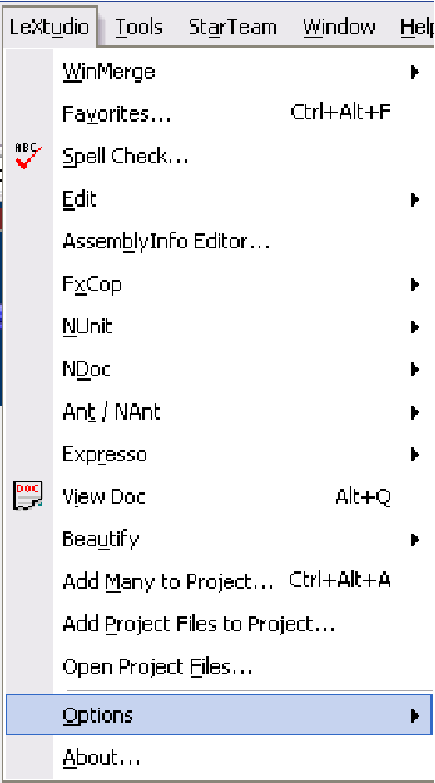 LeXtudio Tools StarTeam Window Help
WinMerge
Favorites... Ctrl+Alt+F
ABC Spell Check...
Edit
AssemblyInfo Editor...
FxCop
NUnit
NDoc
Ant / NAnt
Expresso
DOC View Doc Alt+Q
Beautify
Add Many to Project... Ctrl+Alt+A
Add Project Files to Project...
Open Project Files...
Options
About...